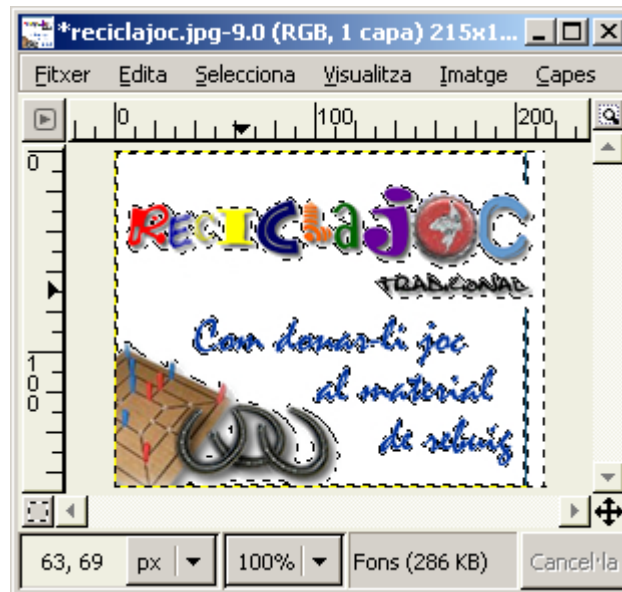 *reciclajoc.jpg-9.0 (RGB, 1 capa) 215x1...
Fitxer Edita Selecciona Visualitza Imatge Capes
0 100 200
0
RECICLajOC
TRADICIONAL
Com donar-li joc
100
al material
de rebuig
63, 69 px 100% Fons (286 KB) Cancel·la